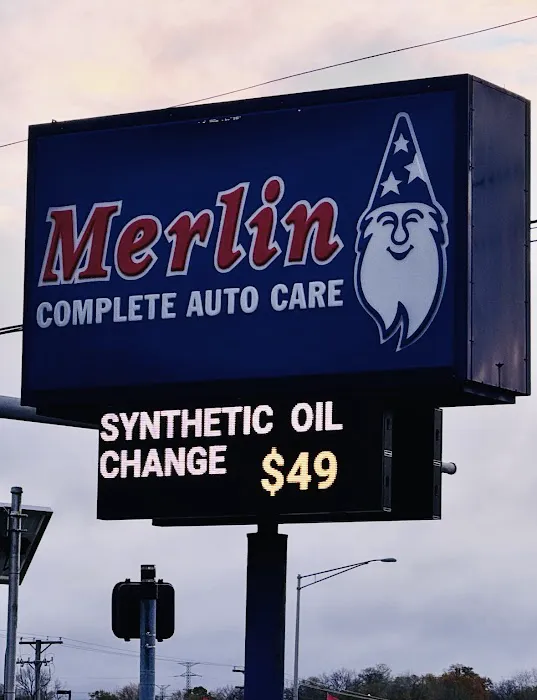 Merlin
COMPLETE AUTO CARE
SYNTHETIC OIL
CHANGE $49